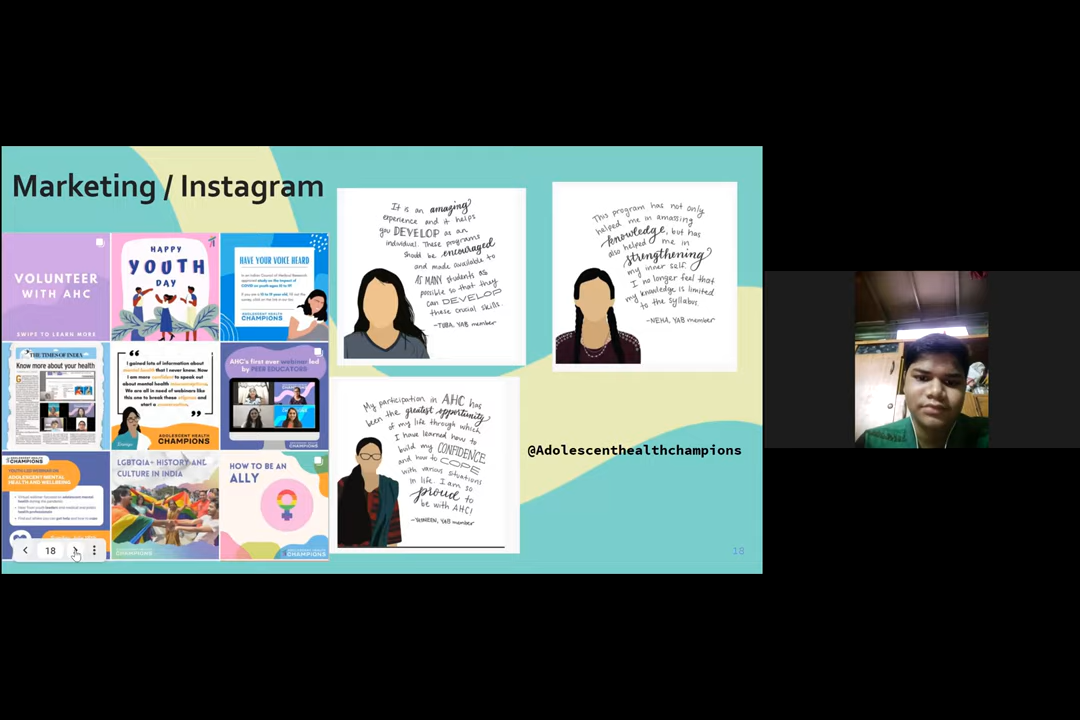 Marketing / Instagram
VOLUNTEER
WITH AHC
SWIPE TO LEARN MORE
HAPPY
YOUTH
DAY
HAVE YOUR VOICE HEARD
ADOLESCENT HEALTH
CHAMPIONS
THE TIMES OF INDIA
Know more about your health
I gained lots of information about
mental health that I never knew. Now
I am more confident to speak out
about mental health misconceptions.
We are all in need of webinars like
this one to break these stigmas and
start a conversation.
ADOLESCENT HEALTH
CHAMPIONS
AHC's first ever webinar led
by PEER EDUCATORS
CHAMPIONS
YOUTH-LED WEBINAR ON
ADOLESCENT MENTAL
HEALTH AND WELLBEING
LGBTQIA+ HISTORY AND
CULTURE IN INDIA
CHAMPIONS
HOW TO BE AN
ALLY
CHAMPIONS
It is an amazing
experience and it helps
you DEVELOP as an
individual. These programs
should be encouraged
and made available to
AS MANY students as
possible so that they
can DEVELOP
these crucial skills.
-TUBA, YAB member
This program has not only
helped me in amassing
knowledge, but has
also helped me in
strengthening
my inner self.
I no longer feel that
my knowledge is limited
to the syllabus.
-NEHA, YAB member
My participation in AHC has
been the greatest opportunity
of my life through which
I have learned how to
build my CONFIDENCE
and how to COPE
with various situations
in life. I am so
proud to
be with AHC!
YAB member
@Adolescenthealthchampions
18
18